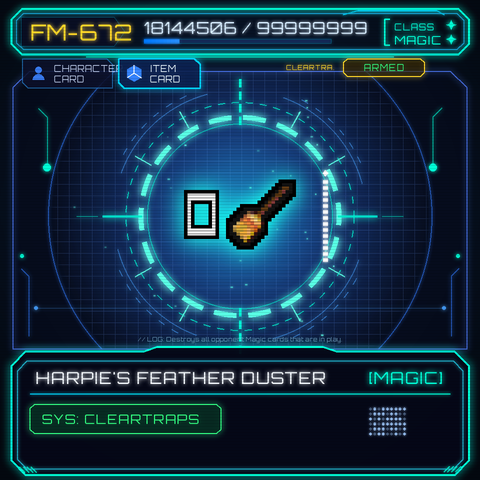 FM-672
18144506 / 99999999
CLASS
MAGIC
CHARACTER
CARD
ITEM
CARD
CLEARTRA
ARMED
// LOG: Destroys all opponent Magic cards that are in play
HARPIE'S FEATHER DUSTER
[MAGIC]
SYS: CLEARTRAPS